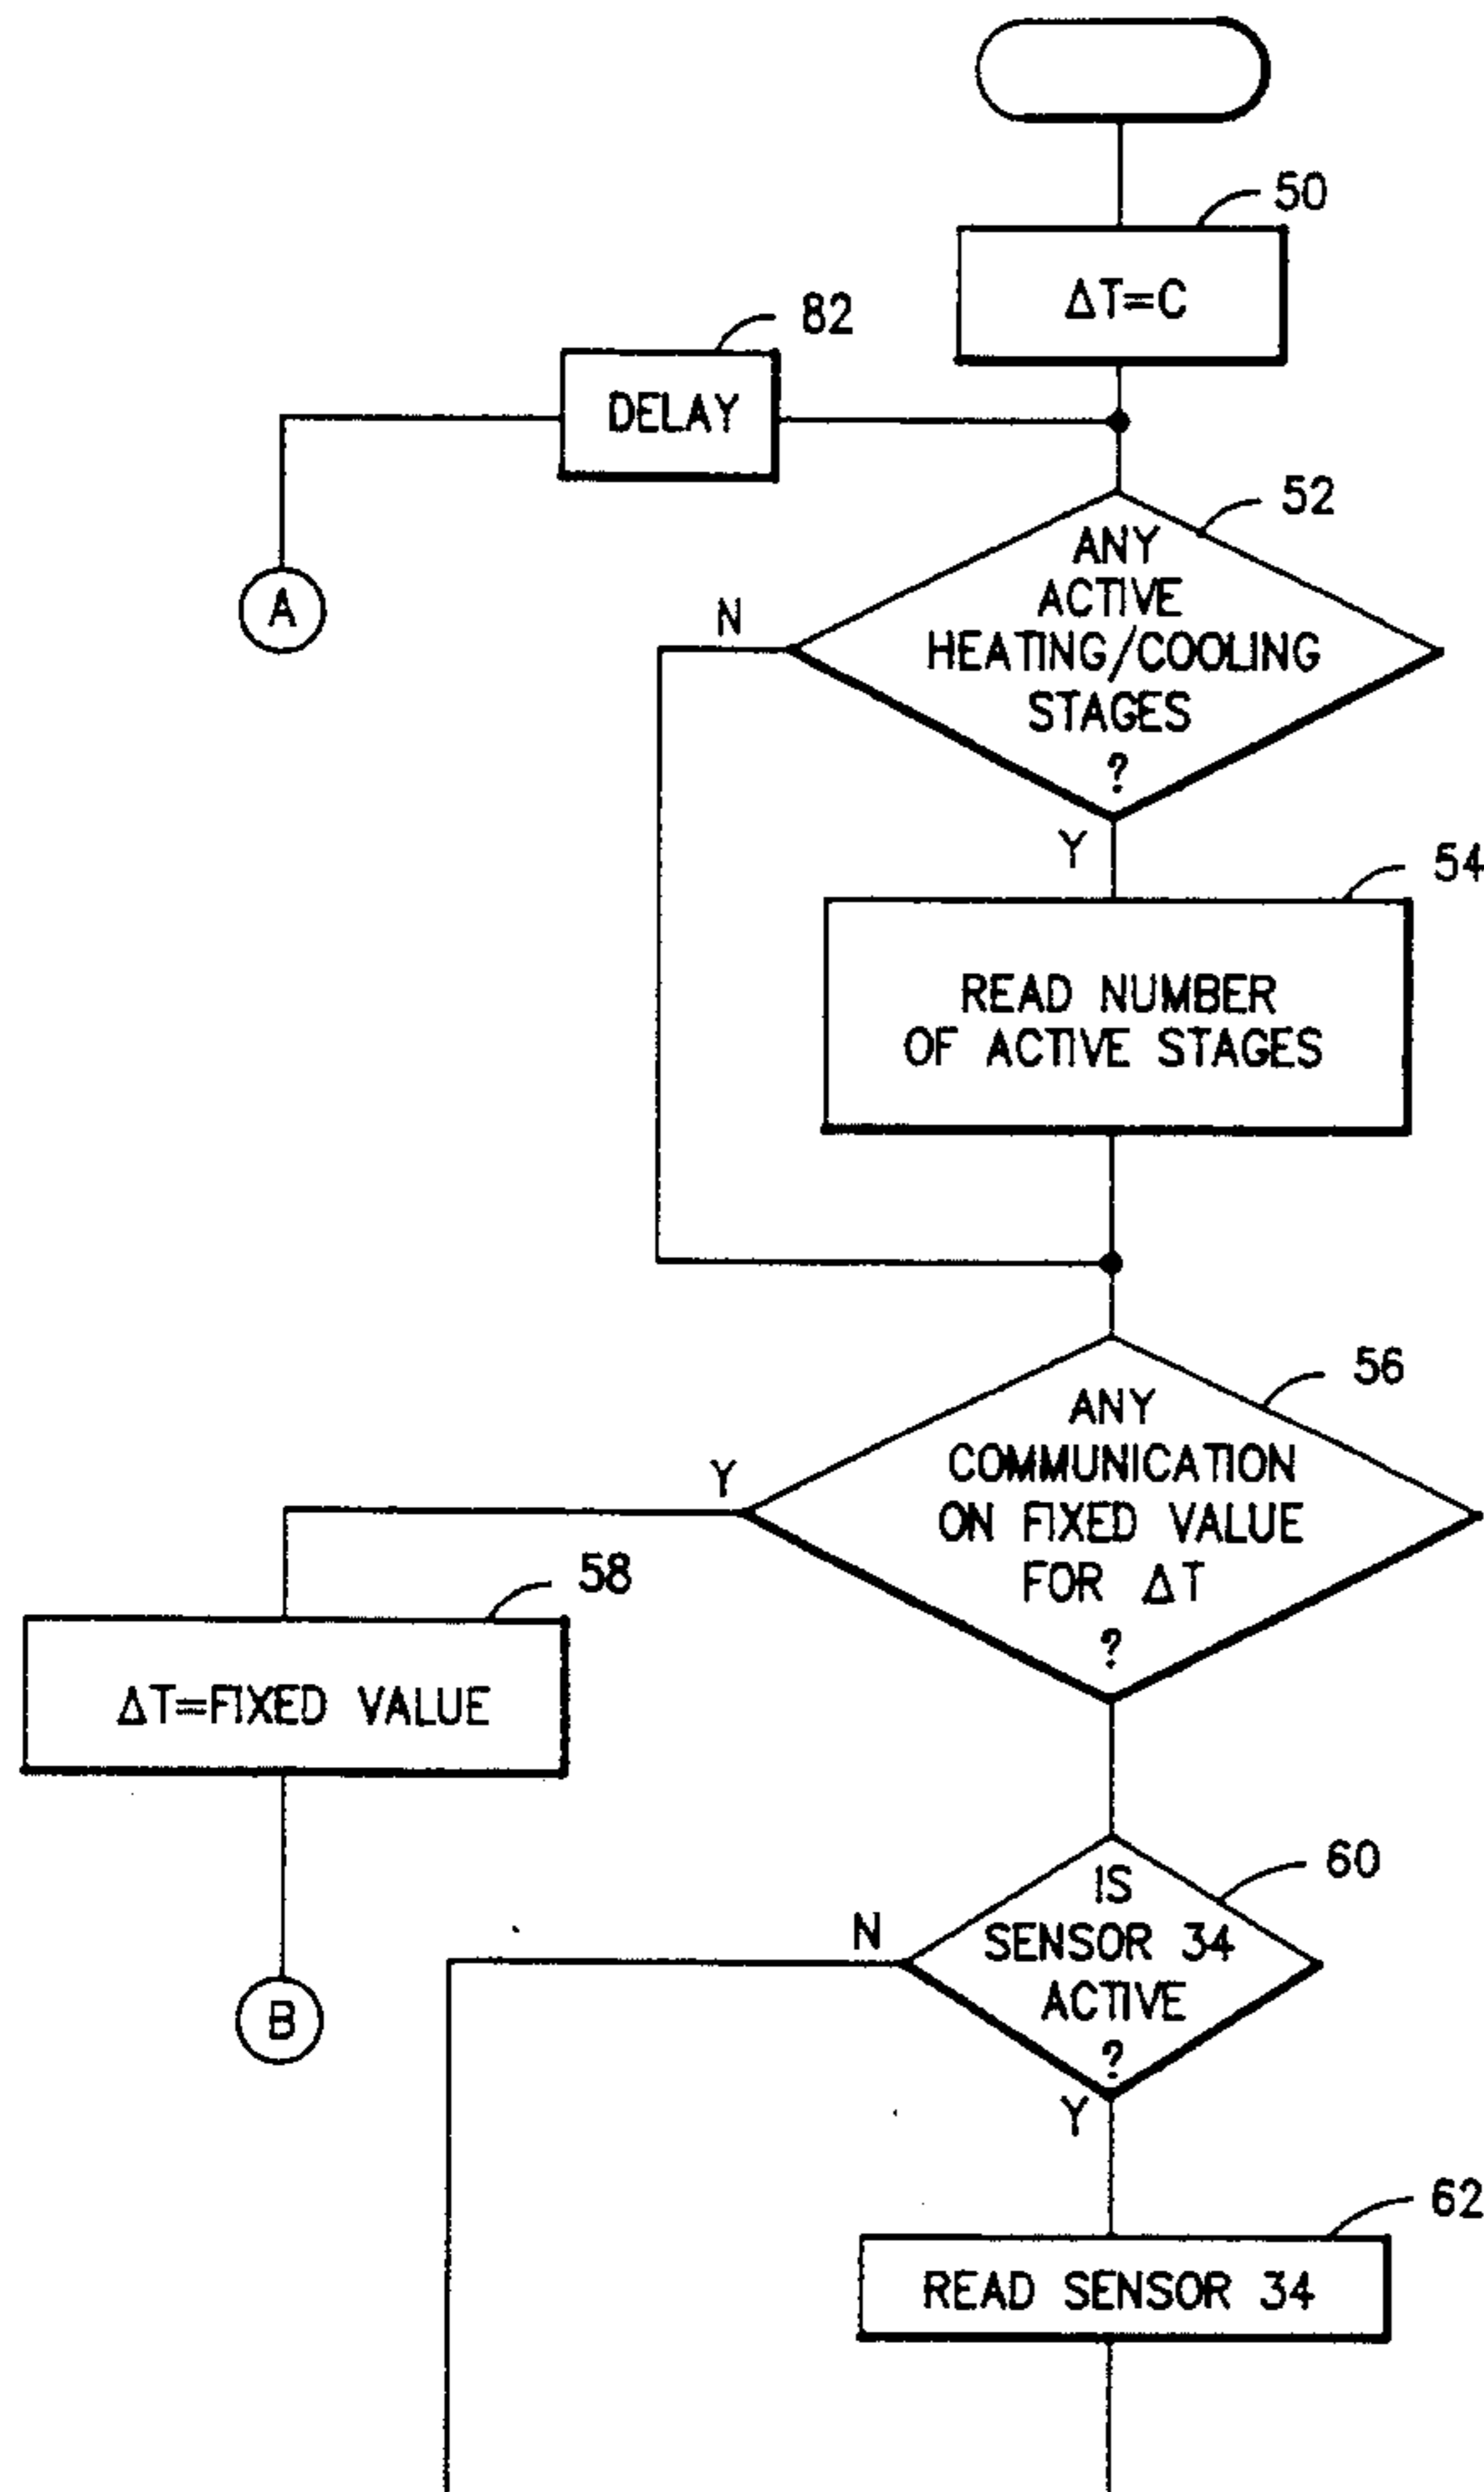 50
ΔT=C
82
DELAY
A
52
ANY
ACTIVE
HEATING/COOLING
STAGES
?
N
Y
54
READ NUMBER
OF ACTIVE STAGES
56
ANY
COMMUNICATION
ON FIXED VALUE
FOR ΔT
?
Y
58
ΔT=FIXED VALUE
B
60
IS
SENSOR 34
ACTIVE
?
N
Y
62
READ SENSOR 34